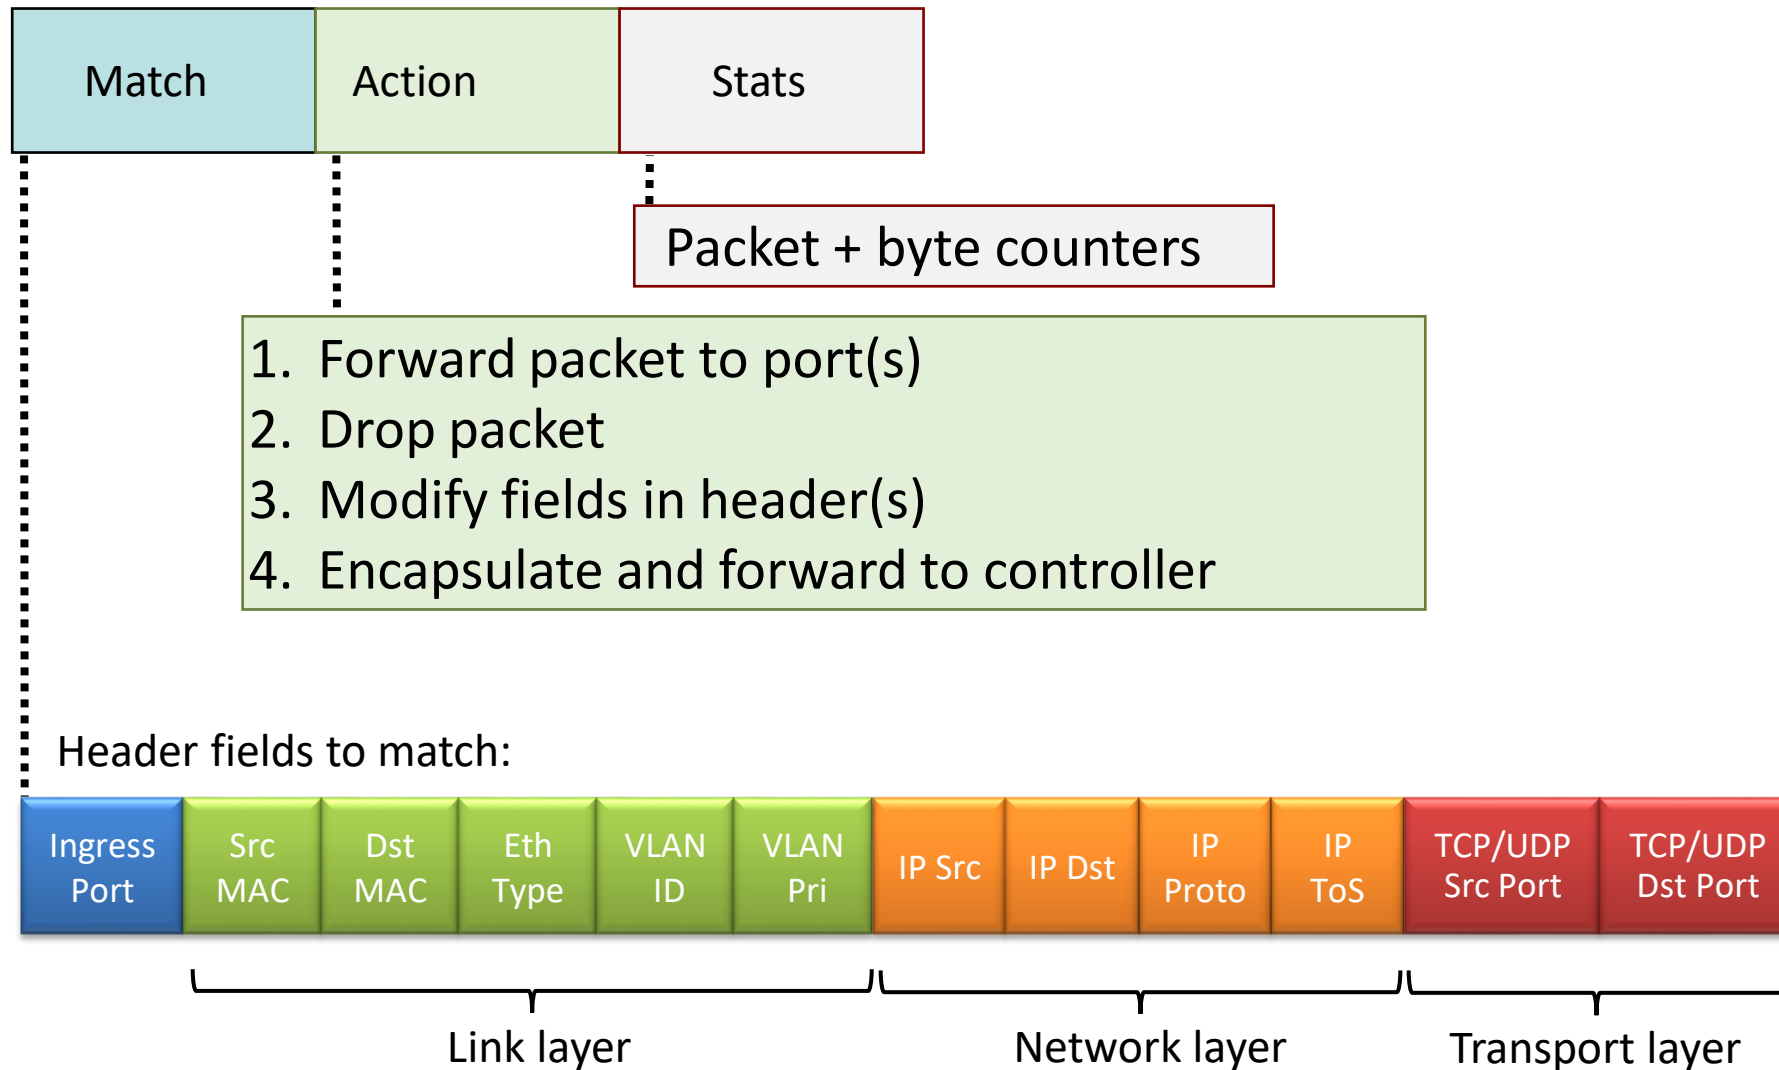 Match
Action
Stats
Packet + byte counters
1. Forward packet to port(s)
2. Drop packet
3. Modify fields in header(s)
4. Encapsulate and forward to controller
Header fields to match:
Ingress
Port
Src
MAC
Dst
MAC
Eth
Type
VLAN
ID
VLAN
Pri
IP Src
IP Dst
IP
Proto
IP
ToS
TCP/UDP
Src Port
TCP/UDP
Dst Port
Link layer
Network layer
Transport layer